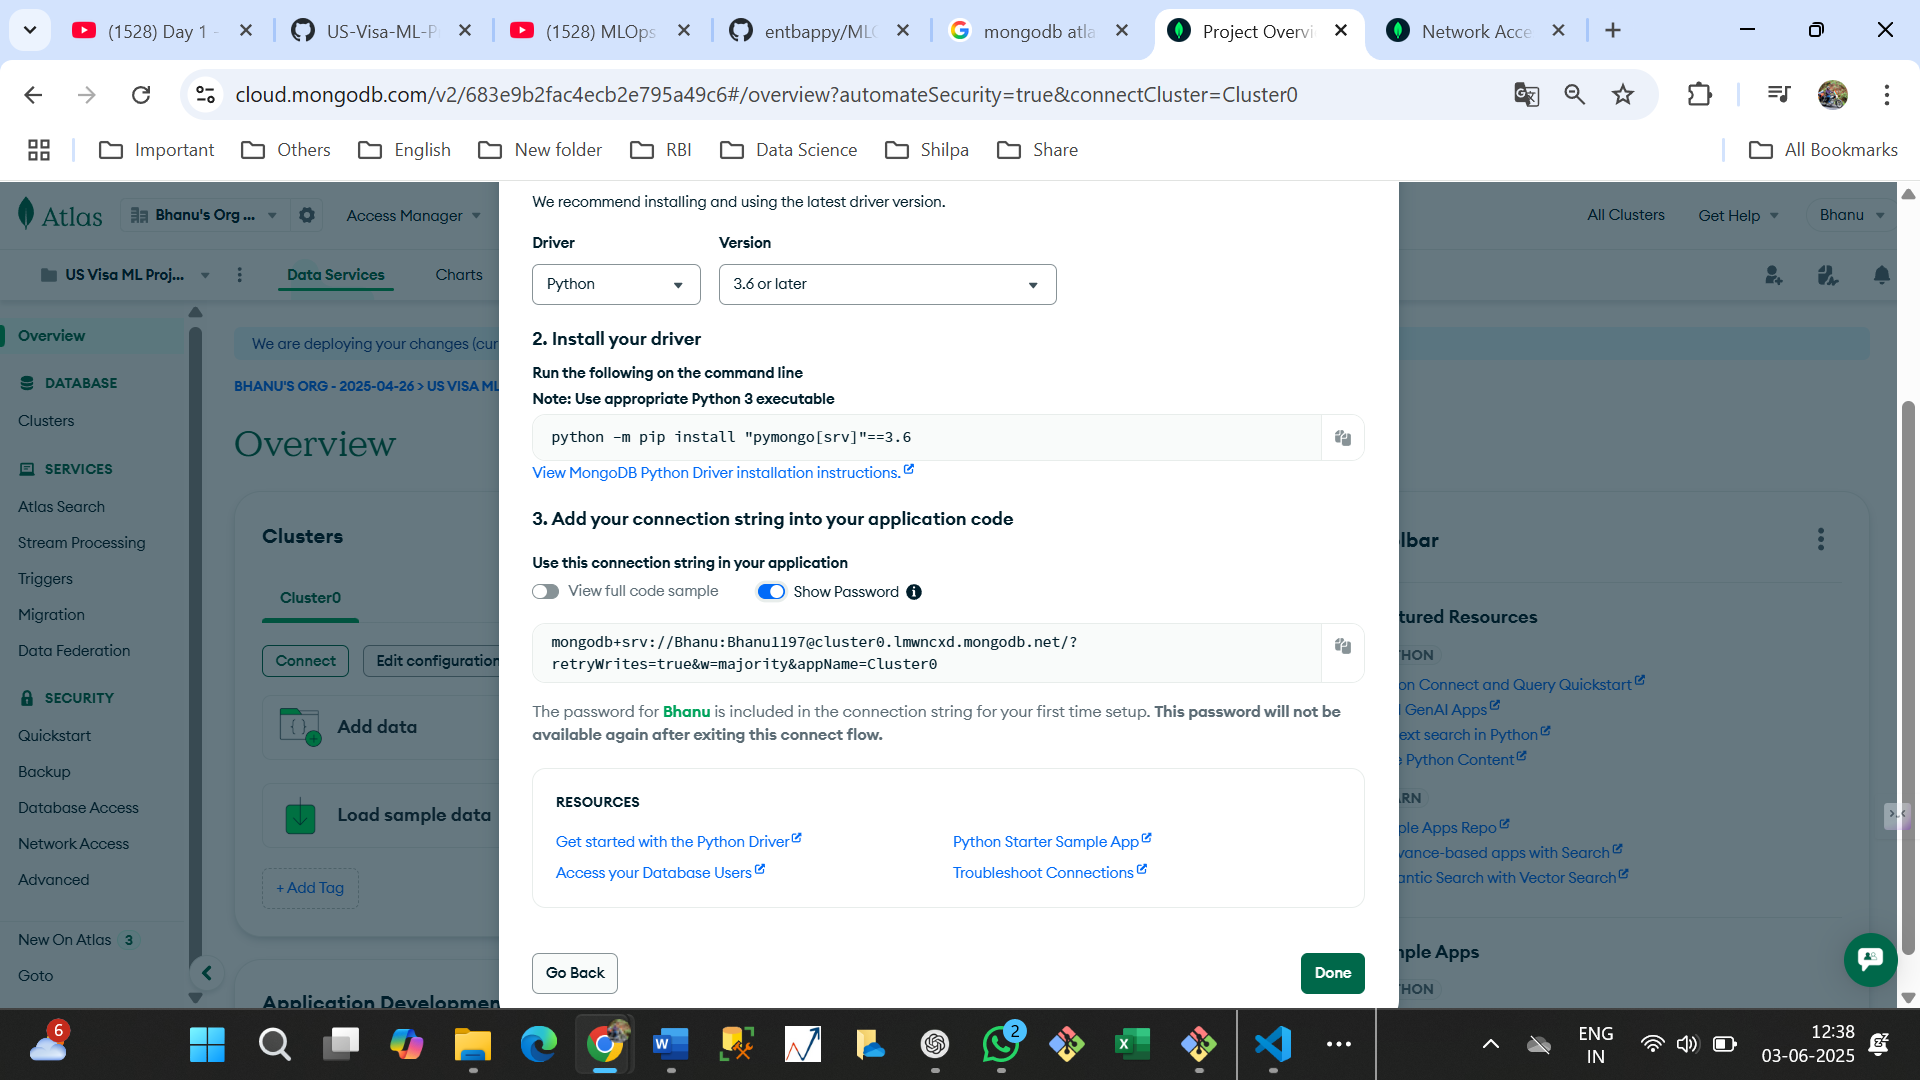 (1528) Day 1 -
US-Visa-ML-P
(1528) MLOps
entbappy/MLO
mongodb atla
Project Overvi
Network Acce
cloud.mongodb.com/v2/683e9b2fac4ecb2e795a49c6#/overview?automateSecurity=true&connectCluster=Cluster0
Important
Others
English
New folder
RBI
Data Science
Shilpa
Share
All Bookmarks
Atlas
Bhanu's Org ...
Access Manager
All Clusters
Get Help
Bhanu
US Visa ML Proj...
Data Services
Charts
Overview
DATABASE
Clusters
SERVICES
Atlas Search
Stream Processing
Triggers
Migration
Data Federation
SECURITY
Quickstart
Backup
Database Access
Network Access
Advanced
New On Atlas 3
Goto
We are deploying your changes (cur
BHANU'S ORG - 2025-04-26 > US VISA ML
Overview
Clusters
Cluster0
Connect
Edit configuration
Add data
Load sample data
+ Add Tag
Application Developmen
We recommend installing and using the latest driver version.
Driver
Version
Python
3.6 or later
2. Install your driver
Run the following on the command line
Note: Use appropriate Python 3 executable
python -m pip install "pymongo[srv]"==3.6
View MongoDB Python Driver installation instructions.
3. Add your connection string into your application code
Use this connection string in your application
View full code sample
Show Password
mongodb+srv://Bhanu:Bhanu1197@cluster0.lmwncxd.mongodb.net/?
retryWrites=true&w=majority&appName=Cluster0
The password for Bhanu is included in the connection string for your first time setup. This password will not be
available again after exiting this connect flow.
RESOURCES
Get started with the Python Driver
Python Starter Sample App
Access your Database Users
Troubleshoot Connections
Go Back
Done
lbar
tured Resources
HON
on Connect and Query Quickstart
GenAI Apps
ext search in Python
e Python Content
ARN
ple Apps Repo
vance-based apps with Search
antic Search with Vector Search
mple Apps
HON
6
2
ENG
IN
12:38
03-06-2025